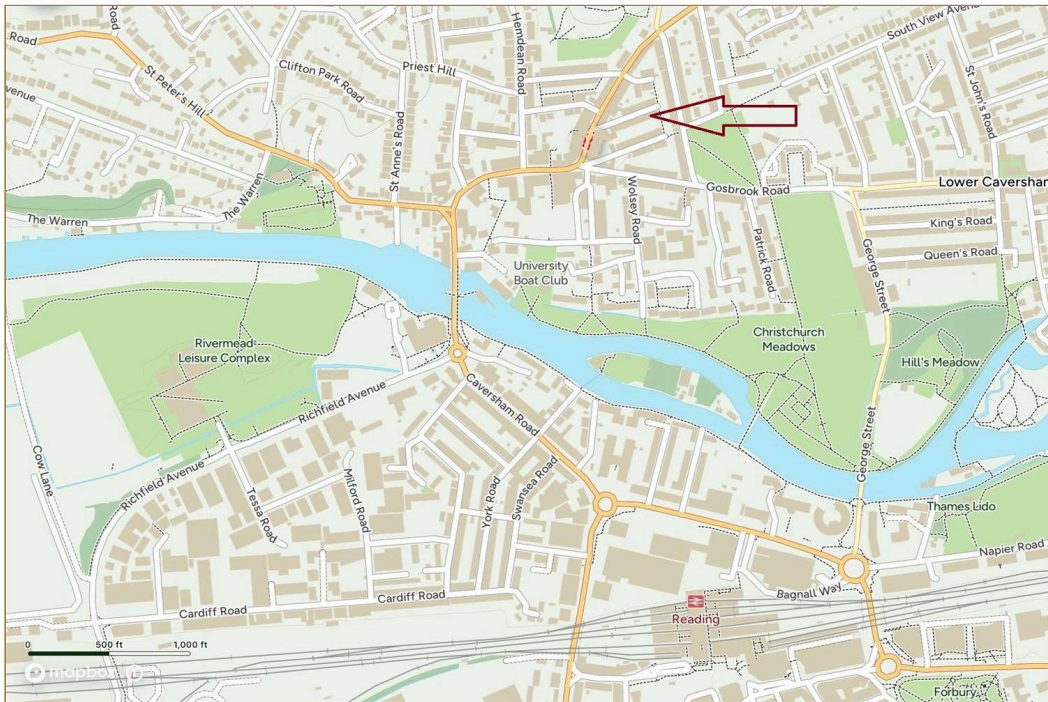 Road
Road
Hemdean Road
South View Avenu
St Peter's Hill
Clifton Park Road
Priest Hill
St John's Road
venue
St Anne's Road
Wolsey Road
Gosbrook Road
Lower Caversham
The Warren
The Warren
King's Road
Patrick Road
George Street
Queen's Road
University
Boat Club
Christchurch
Meadows
Rivermead
Leisure Complex
Hill's Meadow
Richfield Avenue
Caversham Road
George Street
Cow Lane
Richfield Avenue
Tessa Road
Milford Road
York Road
Swansea Road
Thames Lido
Napier Road
Bagnall Way
Cardiff Road
Cardiff Road
Reading
0 500 ft 1,000 ft
mapbox
Forbury